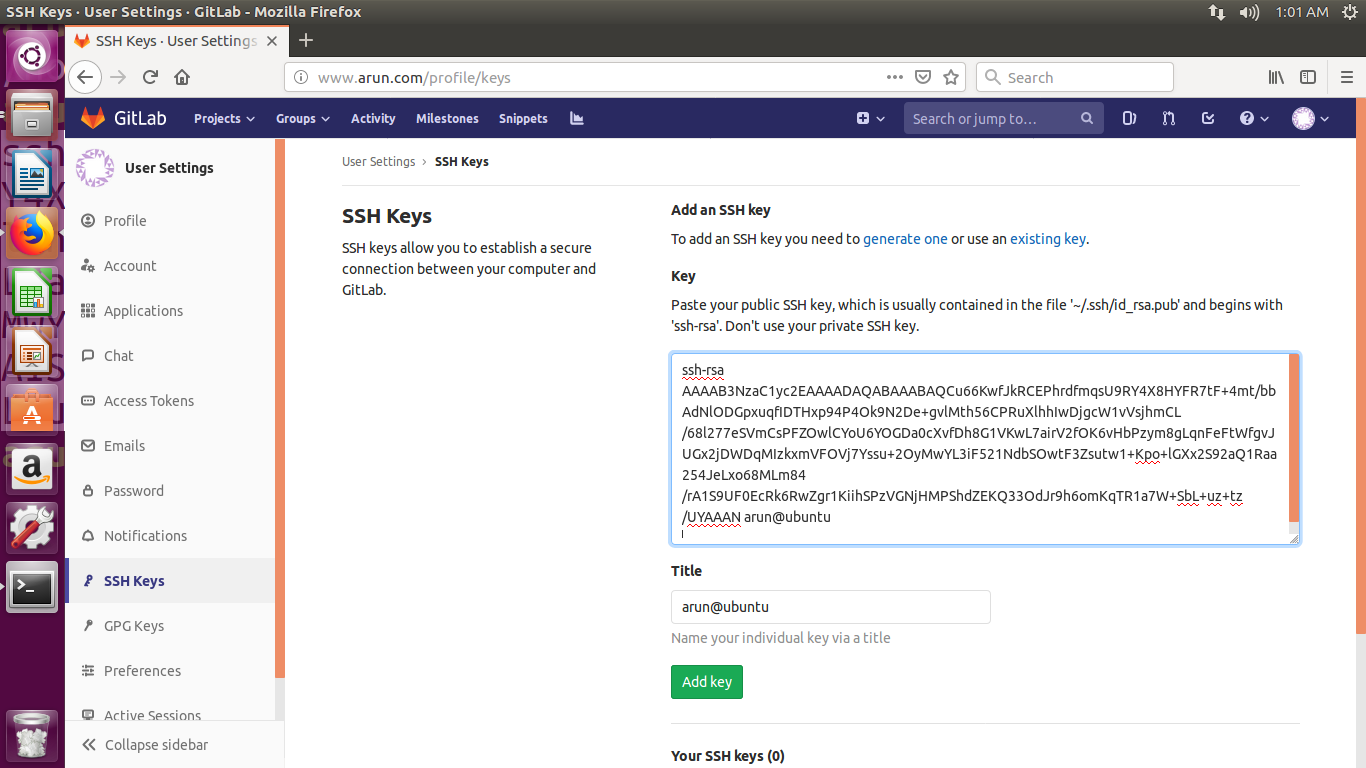 SSH Keys · User Settings · GitLab - Mozilla Firefox
1:01 AM
SSH Keys · User Settings
www.arun.com/profile/keys
Search
GitLab
Projects
Groups
Activity
Milestones
Snippets
Search or jump to...
User Settings
Profile
Account
Applications
Chat
Access Tokens
Emails
Password
Notifications
SSH Keys
GPG Keys
Preferences
Active Sessions
Collapse sidebar
User Settings › SSH Keys
SSH Keys
SSH keys allow you to establish a secure
connection between your computer and
GitLab.
Add an SSH key
To add an SSH key you need to generate one or use an existing key.
Key
Paste your public SSH key, which is usually contained in the file '~/.ssh/id_rsa.pub' and begins with
'ssh-rsa'. Don't use your private SSH key.
ssh-rsa
AAAAB3NzaC1yc2EAAAADAQABAAABAQCu66KwfJkRCEPhrdfmqsU9RY4X8HYFR7tF+4mt/bb
AdNlODGpxuqfIDTHxp94P4Ok9N2De+gvlMth56CPRuXlhhIwDjgcW1vVsjhmCL
/68l277eSVmCsPFZOwlCYoU6YOGDa0cXvfDh8G1VKwL7airV2fOK6vHbPzym8gLqnFeFtWfgvJ
UGx2jDWDqMIzkxmVFOVj7Yssu+2OyMwYL3iF521NdbSOwtF3Zsutw1+Kpo+lGXx2S92aQ1Raa
254JeLxo68MLm84
/rA1S9UF0EcRk6RwZgr1KiihSPzVGNjHMPShdZEKQ33OdJr9h6omKqTR1a7W+SbL+uz+tz
/UYAAAN arun@ubuntu
Title
arun@ubuntu
Name your individual key via a title
Add key
Your SSH keys (0)